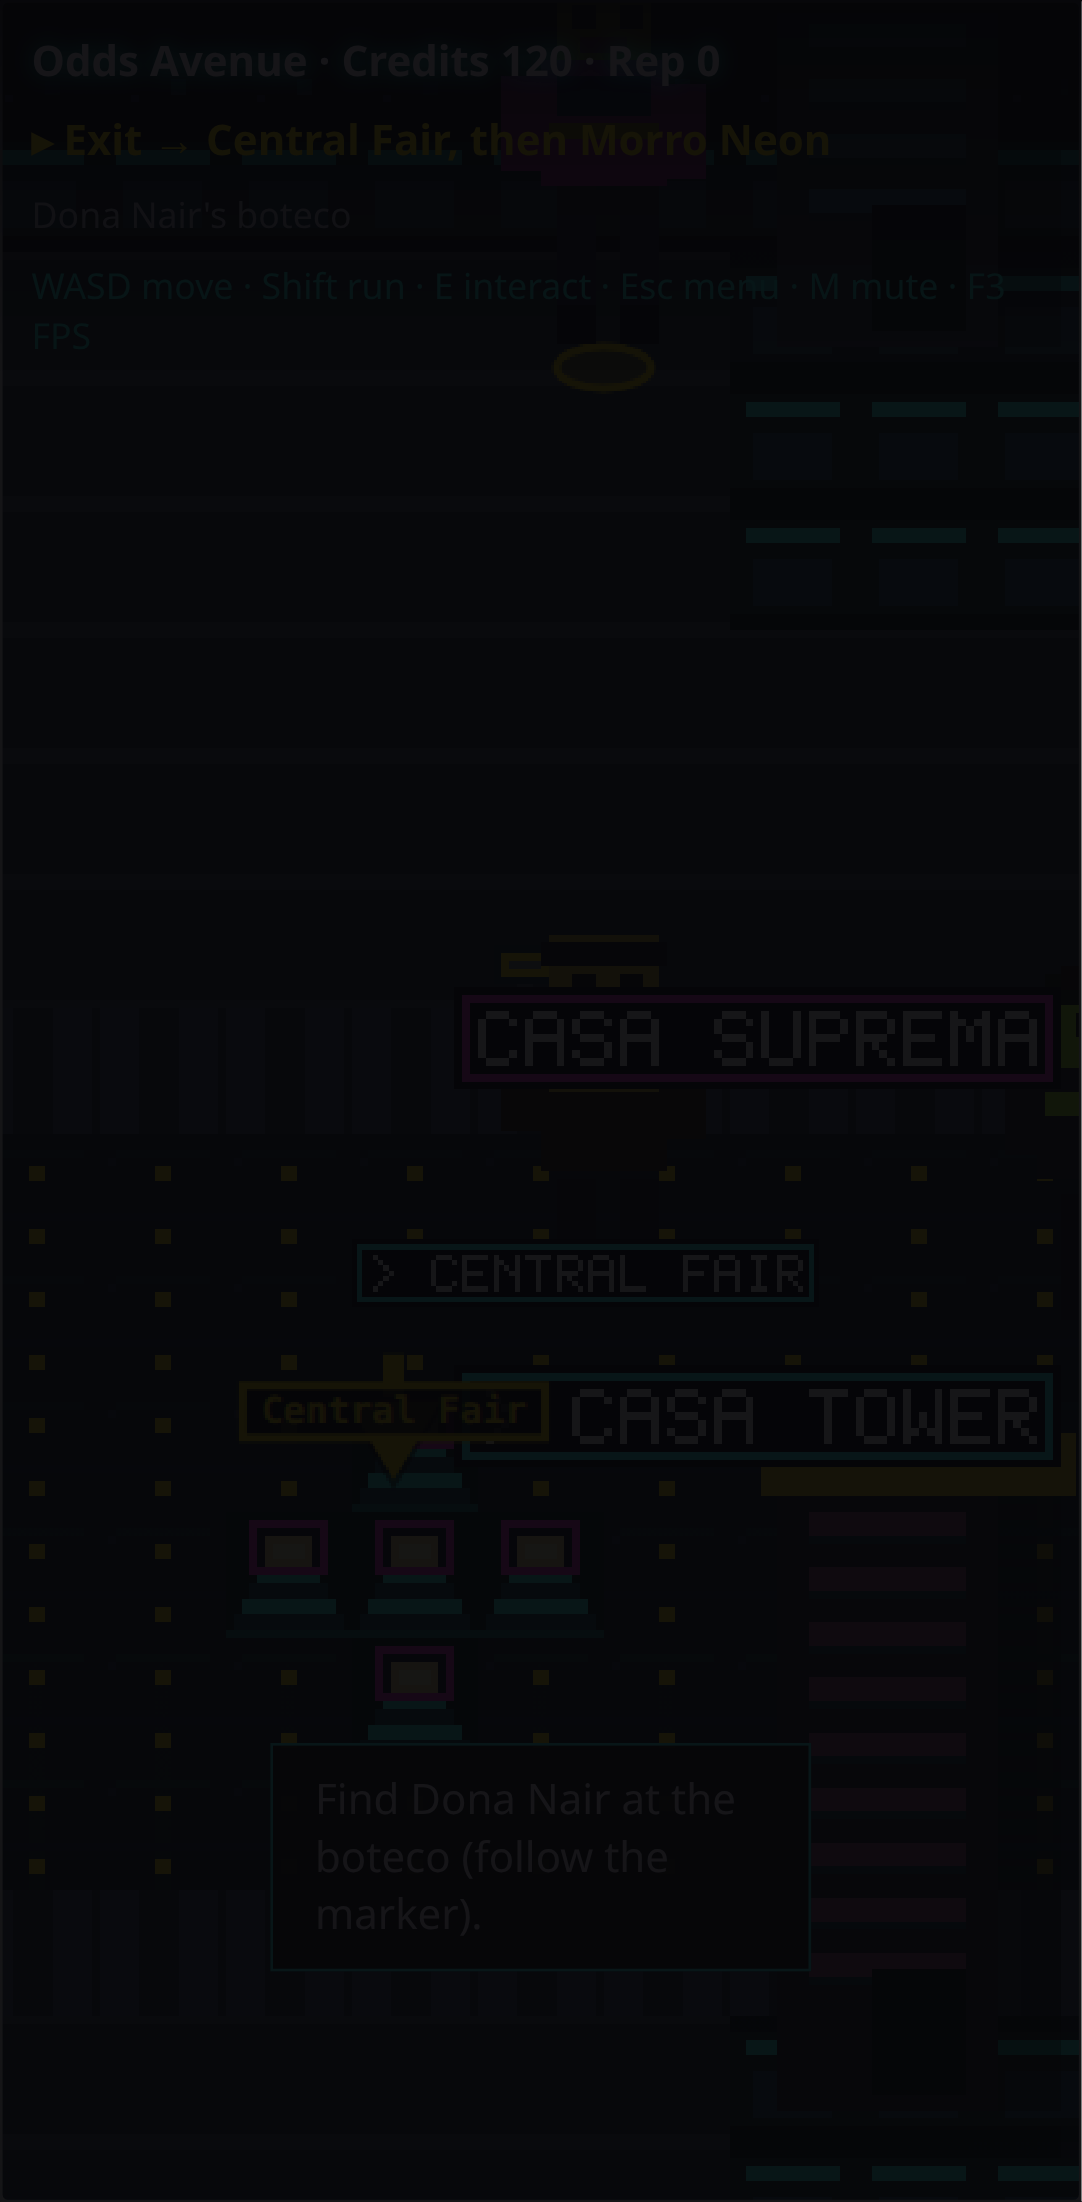 Odds Avenue · Credits 120 · Rep 0
▸ Exit → Central Fair, then Morro Neon
Dona Nair's boteco
WASD move · Shift run · E interact · Esc menu · M mute · F3
FPS
CASA SUPREMA
> CENTRAL FAIR
Central Fair
CASA TOWER
Find Dona Nair at the
boteco (follow the
marker).